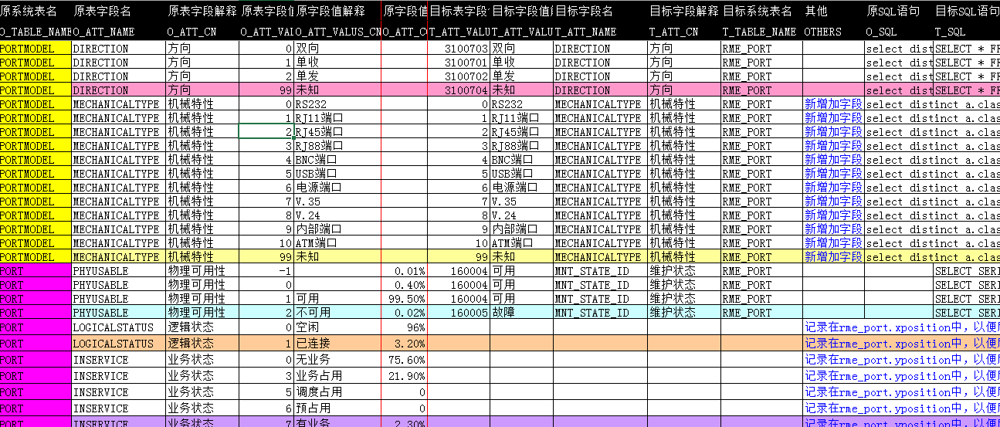 原系统表名 原表字段名 原表字段解释 原表字段值 原字段值解释 原字段值 目标表字段 目标字段值 目标字段名 目标字段解释 目标系统表名 其他 原SQL语句 目标SQL语句
O_TABLE_NAME O_ATT_NAME O_ATT_CN O_ATT_VAL O_ATT_VALUS_CN O_ATT_C T_ATT_VALU T_ATT_VALU T_ATT_NAME T_ATT_CN T_TABLE_NAME OTHERS O_SQL T_SQL
PORTMODEL DIRECTION 方向 0 双向 3100703 双向 DIRECTION 方向 RME_PORT select dist SELECT * FR
PORTMODEL DIRECTION 方向 1 单收 3100701 单收 DIRECTION 方向 RME_PORT select dist SELECT * FR
PORTMODEL DIRECTION 方向 2 单发 3100702 单发 DIRECTION 方向 RME_PORT select dist SELECT * FR
PORTMODEL DIRECTION 方向 99 未知 3100704 未知 DIRECTION 方向 RME_PORT select dist SELECT * FR
PORTMODEL MECHANICALTYPE 机械特性 0 RS232 0 RS232 MECHANICALTYPE 机械特性 RME_PORT 新增加字段 select distinct a.clas
PORTMODEL MECHANICALTYPE 机械特性 1 RJ11端口 1 RJ11端口 MECHANICALTYPE 机械特性 RME_PORT 新增加字段 select distinct a.clas
PORTMODEL MECHANICALTYPE 机械特性 2 RJ45端口 2 RJ45端口 MECHANICALTYPE 机械特性 RME_PORT 新增加字段 select distinct a.clas
PORTMODEL MECHANICALTYPE 机械特性 3 RJ88端口 3 RJ88端口 MECHANICALTYPE 机械特性 RME_PORT 新增加字段 select distinct a.clas
PORTMODEL MECHANICALTYPE 机械特性 4 BNC端口 4 BNC端口 MECHANICALTYPE 机械特性 RME_PORT 新增加字段 select distinct a.clas
PORTMODEL MECHANICALTYPE 机械特性 5 USB端口 5 USB端口 MECHANICALTYPE 机械特性 RME_PORT 新增加字段 select distinct a.clas
PORTMODEL MECHANICALTYPE 机械特性 6 电源端口 6 电源端口 MECHANICALTYPE 机械特性 RME_PORT 新增加字段 select distinct a.clas
PORTMODEL MECHANICALTYPE 机械特性 7 V.35 7 V.35 MECHANICALTYPE 机械特性 RME_PORT 新增加字段 select distinct a.clas
PORTMODEL MECHANICALTYPE 机械特性 8 V.24 8 V.24 MECHANICALTYPE 机械特性 RME_PORT 新增加字段 select distinct a.clas
PORTMODEL MECHANICALTYPE 机械特性 9 内部端口 9 内部端口 MECHANICALTYPE 机械特性 RME_PORT 新增加字段 select distinct a.clas
PORTMODEL MECHANICALTYPE 机械特性 10 ATM端口 10 ATM端口 MECHANICALTYPE 机械特性 RME_PORT 新增加字段 select distinct a.clas
PORTMODEL MECHANICALTYPE 机械特性 99 未知 99 未知 MECHANICALTYPE 机械特性 RME_PORT 新增加字段 select distinct a.clas
PORT PHYUSABLE 物理可用性 -1 0.01% 160004 可用 MNT_STATE_ID 维护状态 RME_PORT SELECT SERI
PORT PHYUSABLE 物理可用性 0 0.40% 160004 可用 MNT_STATE_ID 维护状态 RME_PORT SELECT SERI
PORT PHYUSABLE 物理可用性 1 可用 99.50% 160004 可用 MNT_STATE_ID 维护状态 RME_PORT SELECT SERI
PORT PHYUSABLE 物理可用性 2 不可用 0.02% 160005 故障 MNT_STATE_ID 维护状态 RME_PORT SELECT SERI
PORT LOGICALSTATUS 逻辑状态 0 空闲 96% 记录在rme_port.xposition中，以便
PORT LOGICALSTATUS 逻辑状态 1 已连接 3.20% 记录在rme_port.xposition中，以便
PORT INSERVICE 业务状态 0 无业务 75.60% 记录在rme_port.yposition中，以便
PORT INSERVICE 业务状态 3 业务占用 21.90% 记录在rme_port.yposition中，以便
PORT INSERVICE 业务状态 5 调度占用 0 记录在rme_port.yposition中，以便
PORT INSERVICE 业务状态 6 预占用 0 记录在rme_port.yposition中，以便
PORT INSERVICE 业务状态 7 有业务 2.30% 记录在rme_port.yposition中，以便